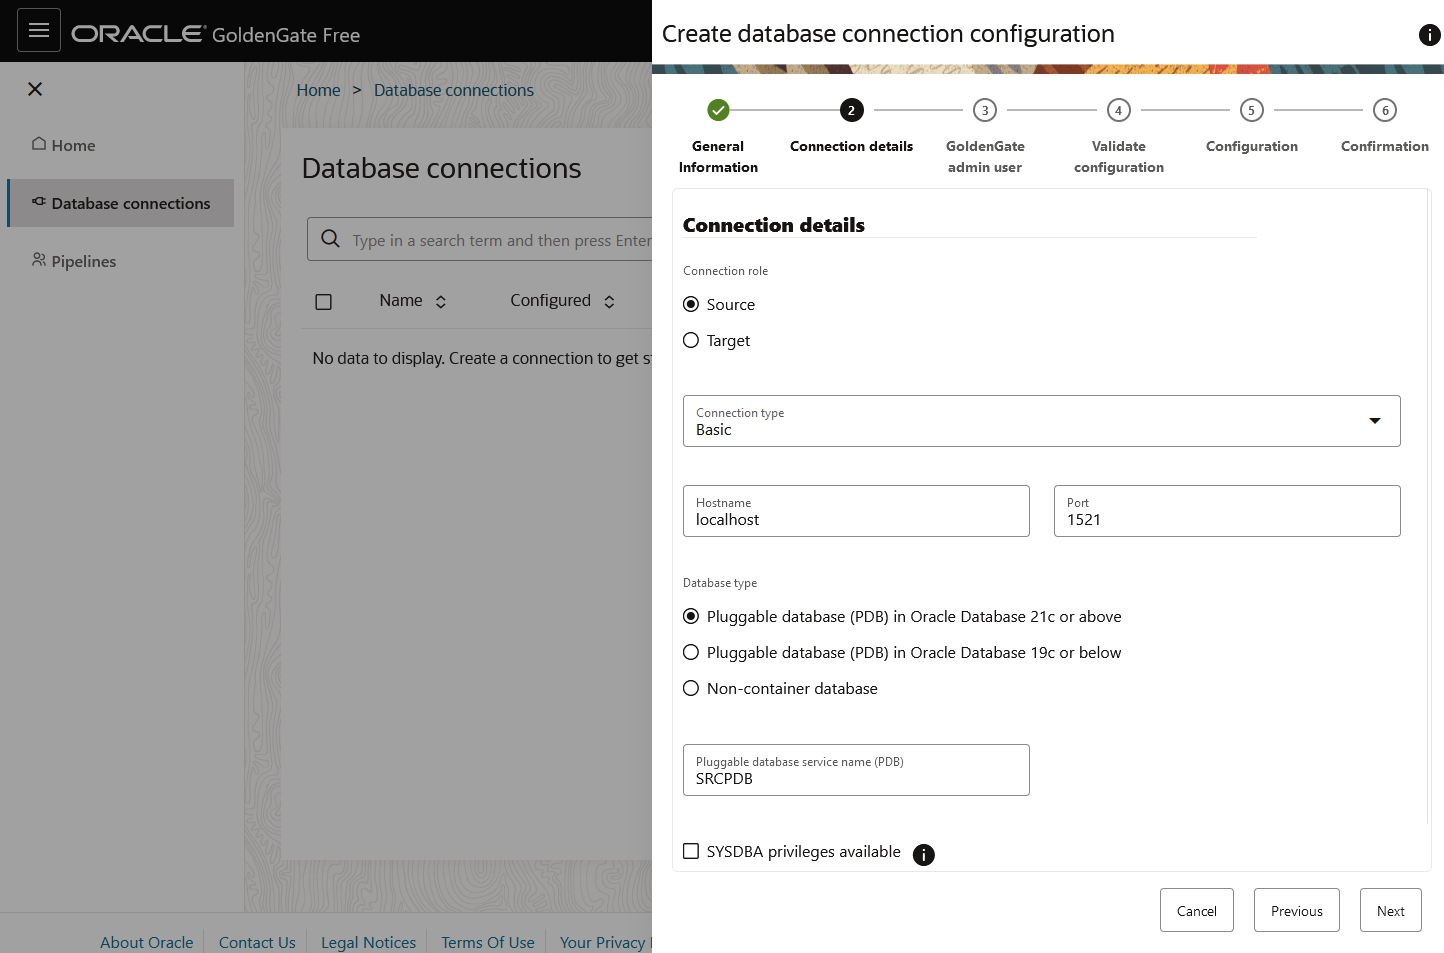 ORACLE GoldenGate Free
Home
Database connections
Pipelines
Home > Database connections
Database connections
Type in a search term and then press Enter
Name
Configured
No data to display. Create a connection to get s
About Oracle
Contact Us
Legal Notices
Terms Of Use
Your Privacy
Create database connection configuration
2 3 4 5 6
General Information
Connection details
GoldenGate admin user
Validate configuration
Configuration
Confirmation
Connection details
Connection role
Source
Target
Connection type
Basic
Hostname
localhost
Port
1521
Database type
Pluggable database (PDB) in Oracle Database 21c or above
Pluggable database (PDB) in Oracle Database 19c or below
Non-container database
Pluggable database service name (PDB)
SRCPDB
SYSDBA privileges available
Cancel
Previous
Next